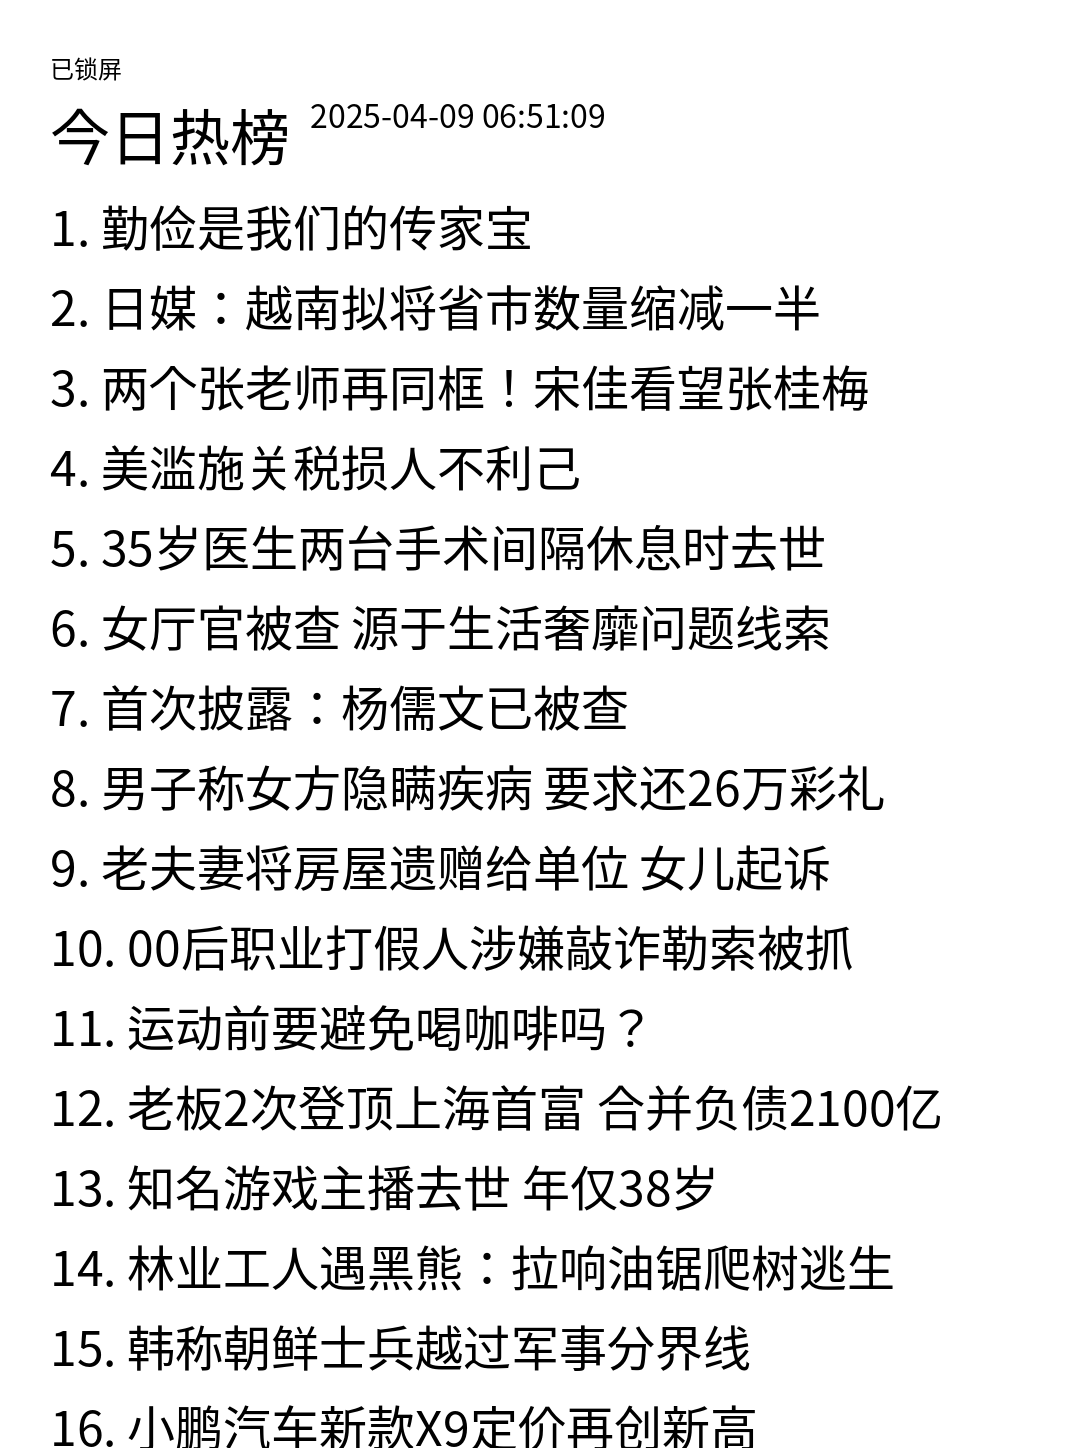 已锁屏
今日热榜 2025-04-09 06:51:09
1. 勤俭是我们的传家宝
2. 日媒：越南拟将省市数量缩减一半
3. 两个张老师再同框！宋佳看望张桂梅
4. 美滥施关税损人不利己
5. 35岁医生两台手术间隔休息时去世
6. 女厅官被查 源于生活奢靡问题线索
7. 首次披露：杨儒文已被查
8. 男子称女方隐瞒疾病 要求还26万彩礼
9. 老夫妻将房屋遗赠给单位 女儿起诉
10. 00后职业打假人涉嫌敲诈勒索被抓
11. 运动前要避免喝咖啡吗？
12. 老板2次登顶上海首富 合并负债2100亿
13. 知名游戏主播去世 年仅38岁
14. 林业工人遇黑熊：拉响油锯爬树逃生
15. 韩称朝鲜士兵越过军事分界线
16. 小鹏汽车新款X9定价再创新高